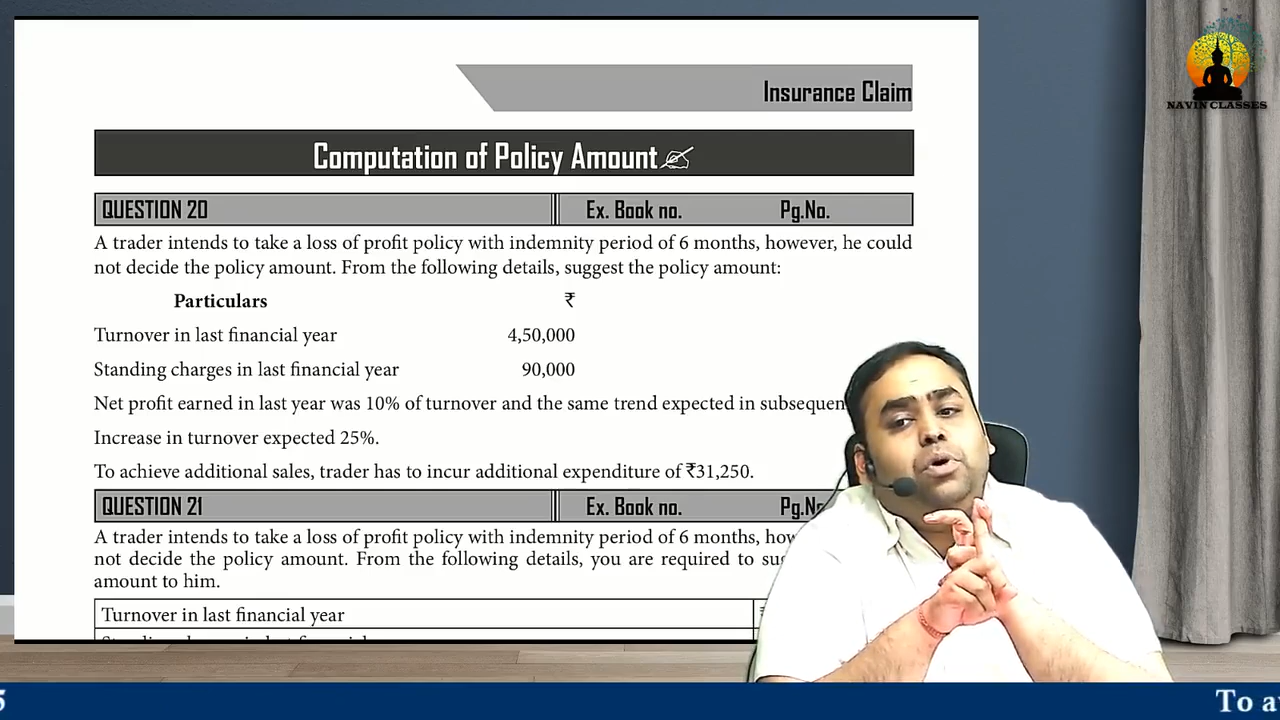 NAVIN CLASSES
Insurance Claim
Computation of Policy Amount
QUESTION 20 Ex. Book no. Pg.No.
A trader intends to take a loss of profit policy with indemnity period of 6 months, however, he could
not decide the policy amount. From the following details, suggest the policy amount:
Particulars ₹
Turnover in last financial year 4,50,000
Standing charges in last financial year 90,000
Net profit earned in last year was 10% of turnover and the same trend expected in
Increase in turnover expected 25%.
To achieve additional sales, trader has to incur additional expenditure of ₹31,250.
QUESTION 21 Ex. Book no.
A trader intends to take a loss of profit policy with indemnity period of 6 months,
not decide the policy amount. From the following details, you are required to
amount to him.
Turnover in last financial year
5 To